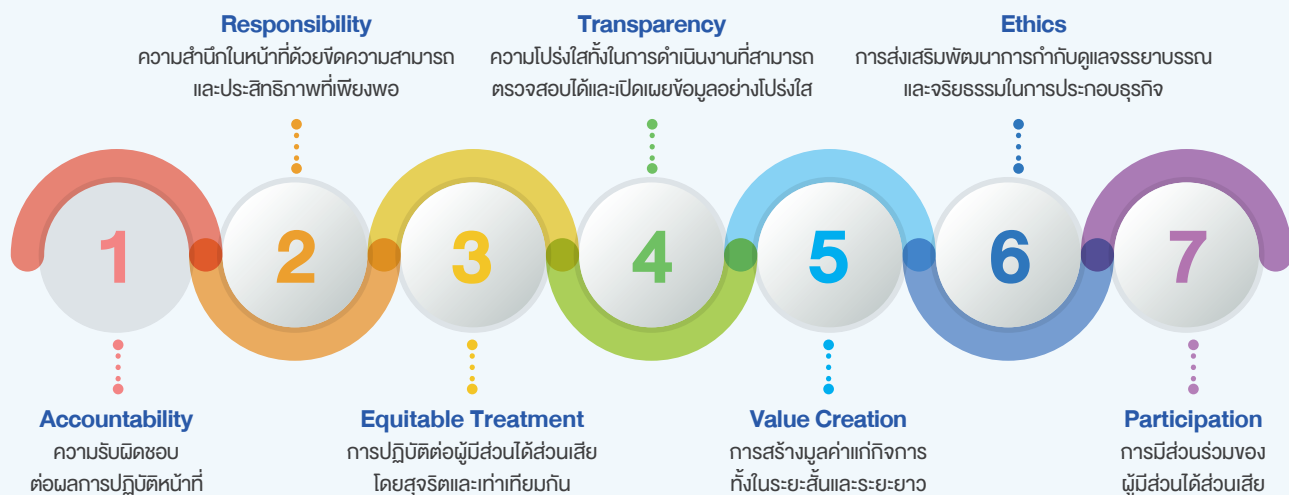 Responsibility
ความสำนึกในหน้าที่ด้วยขีดความสามารถ
และประสิทธิภาพที่เพียงพอ
Transparency
ความโปร่งใสทั้งในการดำเนินงานที่สามารถ
ตรวจสอบได้และเปิดเผยข้อมูลอย่างโปร่งใส
Ethics
การส่งเสริมพัฒนาการกำกับดูแลจรรยาบรรณ
และจริยธรรมในการประกอบธุรกิจ
1
2
3
4
5
6
7
Accountability
ความรับผิดชอบ
ต่อผลการปฏิบัติหน้าที่
Equitable Treatment
การปฏิบัติต่อผู้มีส่วนได้ส่วนเสีย
โดยสุจริตและเท่าเทียมกัน
Value Creation
การสร้างมูลค่าแก่กิจการ
ทั้งในระยะสั้นและระยะยาว
Participation
การมีส่วนร่วมของ
ผู้มีส่วนได้ส่วนเสีย